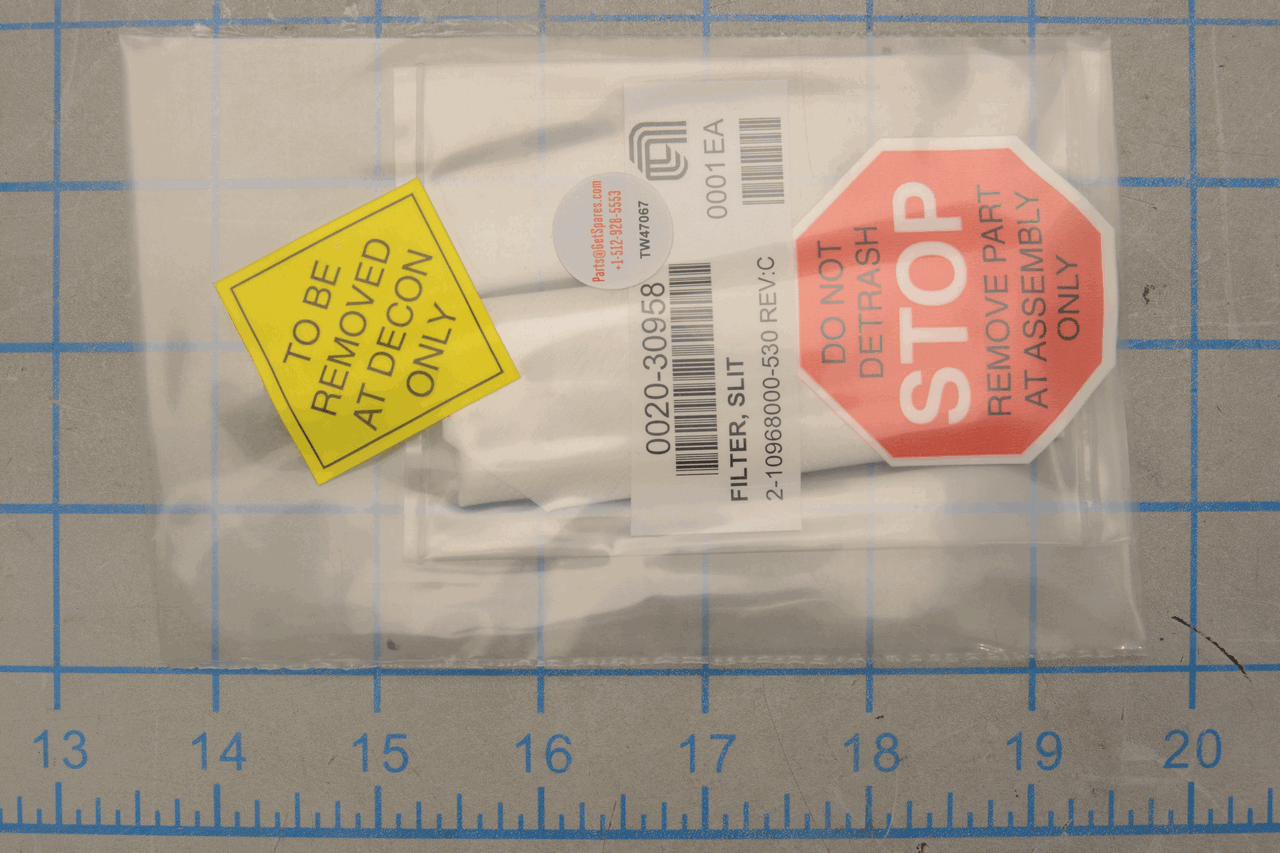 TO BE
REMOVED
AT DECON
ONLY
Parts@GetSpares.com
+1-512-928-5553
TW47067
0001 EA
0020-30958
FILTER, SLIT
2-10968000-530 REV:C
DO NOT
DETRASH
STOP
REMOVE PART
AT ASSEMBLY
ONLY
13 14 15 16 17 18 19 20